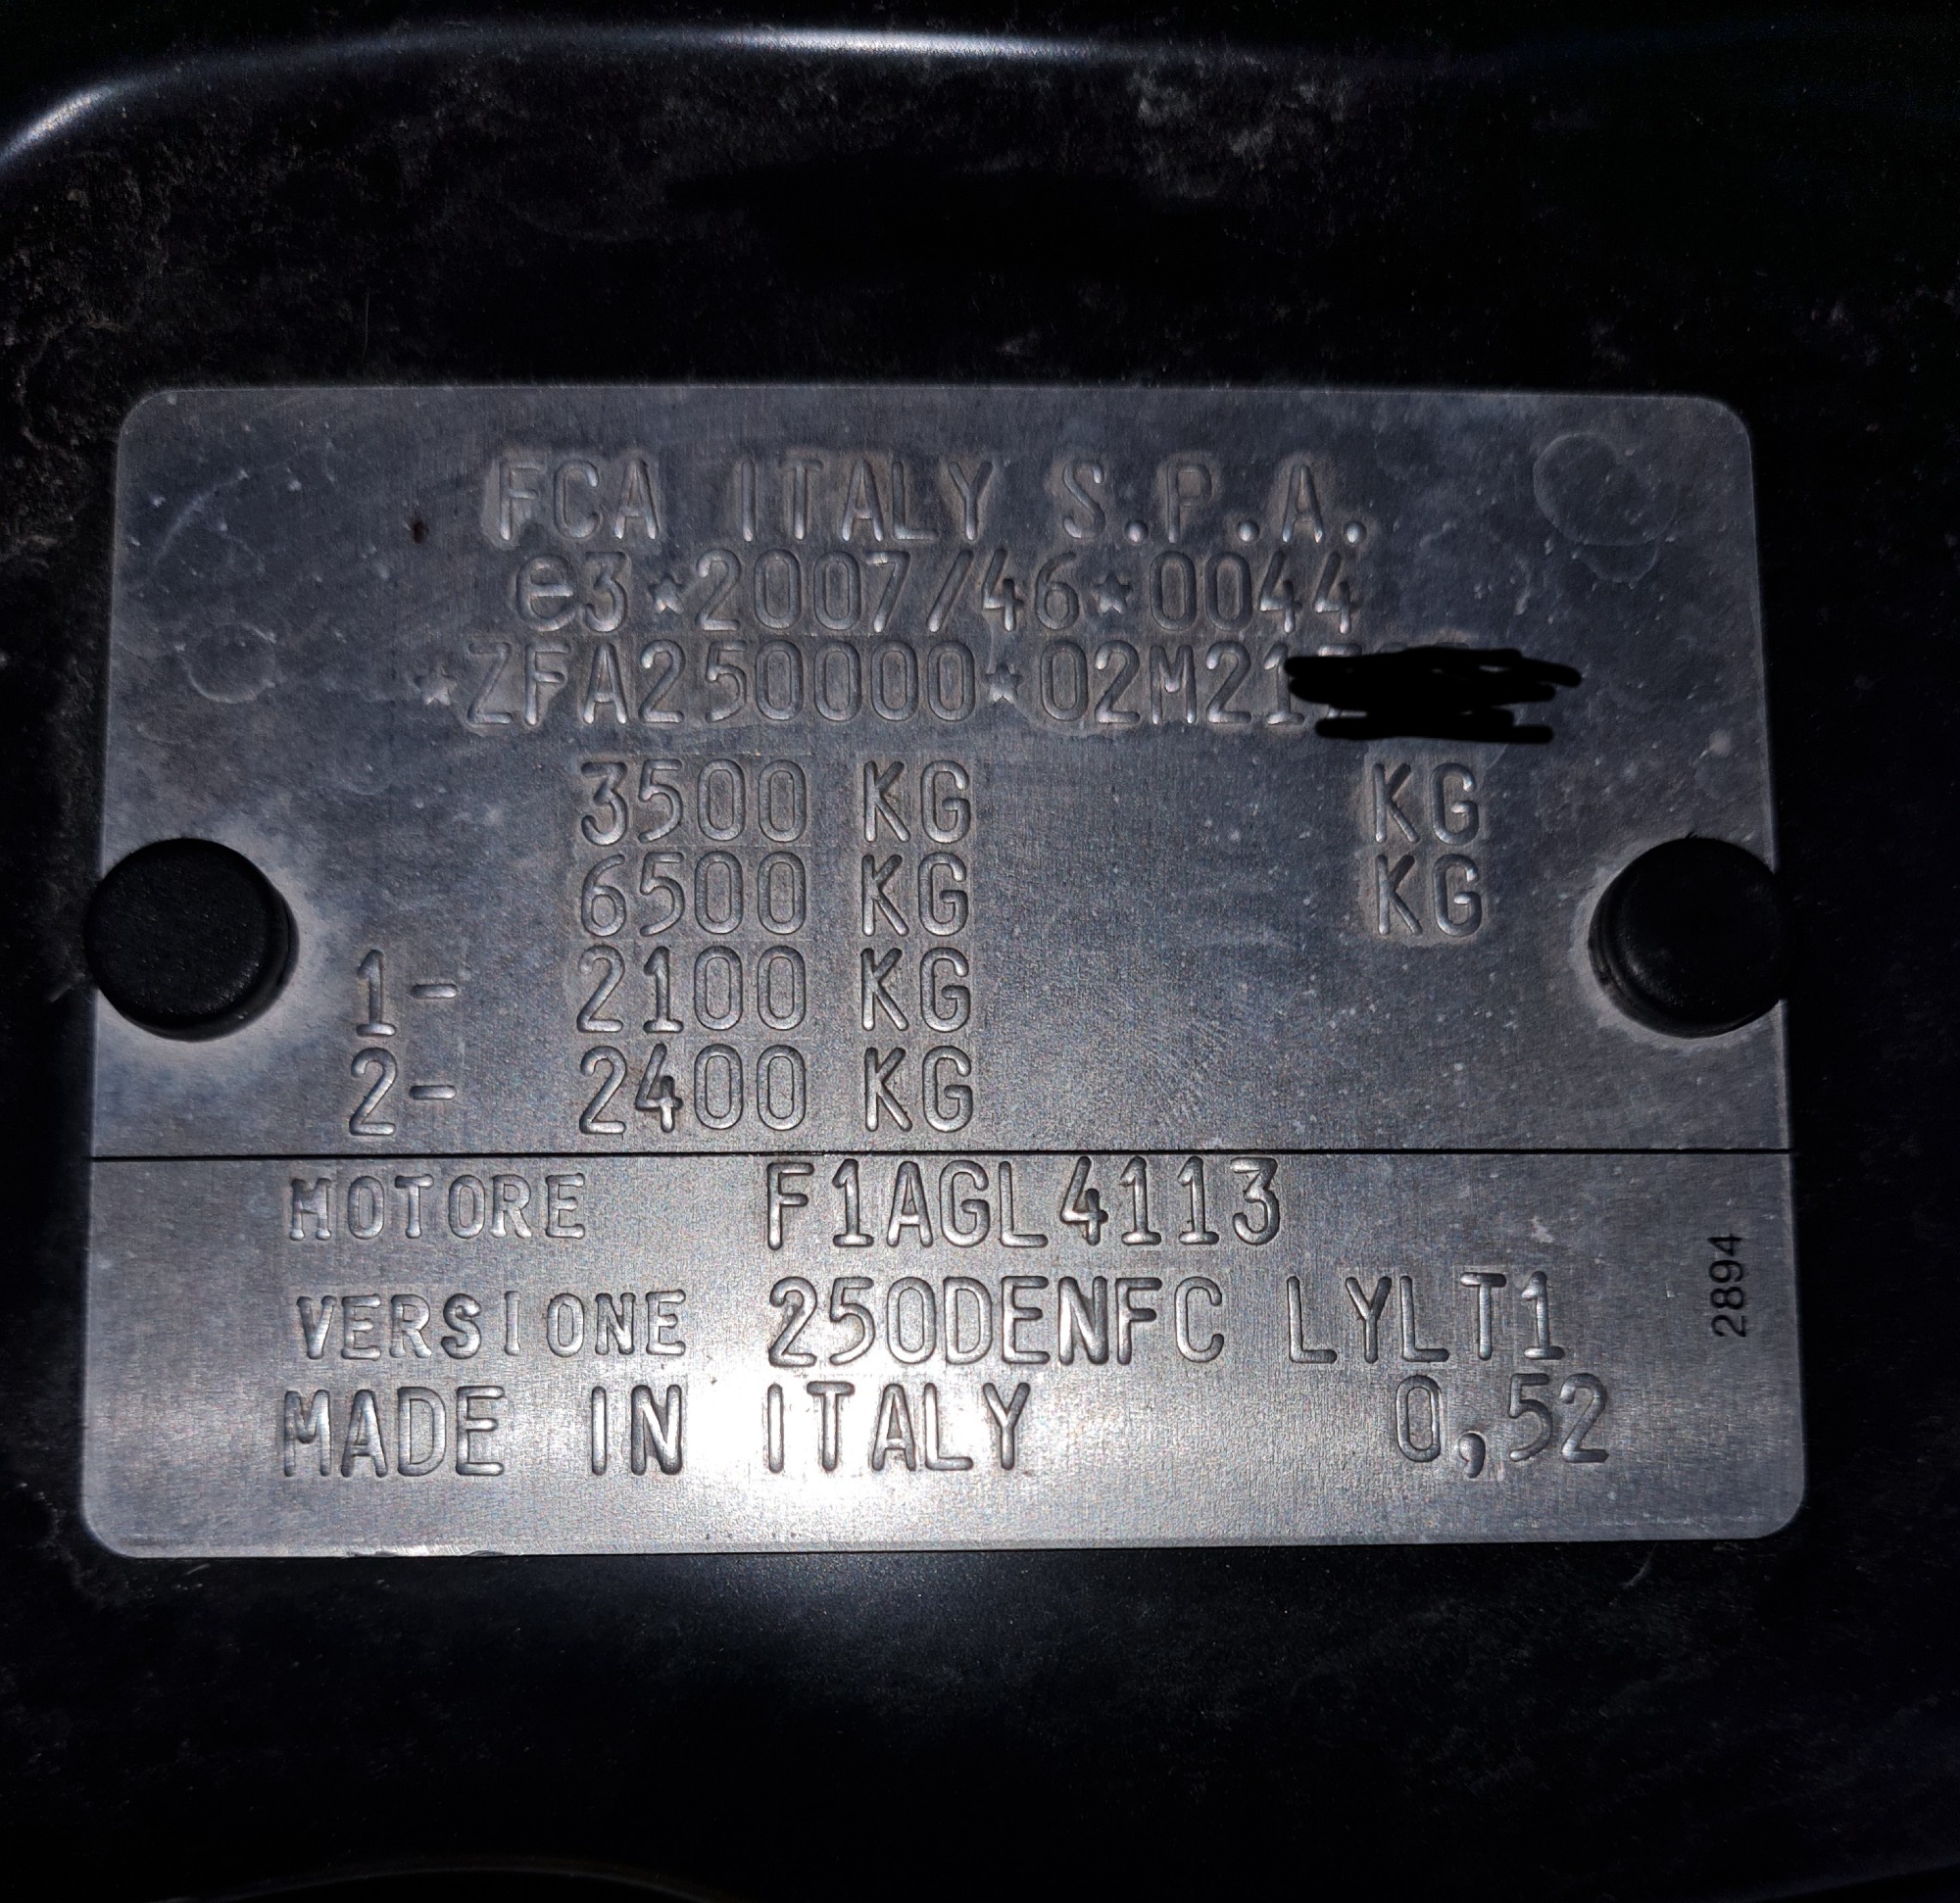 FCA ITALY S.P.A.
e3*2007/46*0044
*ZFA250000*02M21
3500 KG KG
6500 KG KG
1- 2100 KG
2- 2400 KG
MOTORE F1AGL4113
VERSIONE 250DENFC LYLT1
MADE IN ITALY 0,52
2894